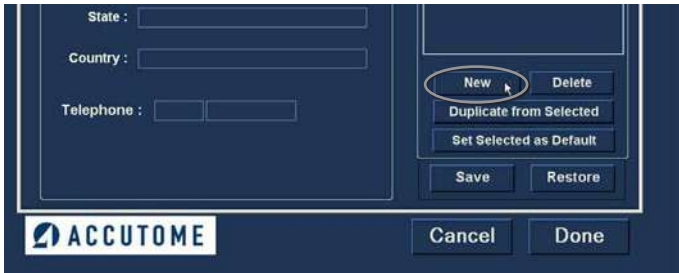 State :
Country :
Telephone :
New
Delete
Duplicate from Selected
Set Selected as Default
Save
Restore
ACCUTOME
Cancel
Done